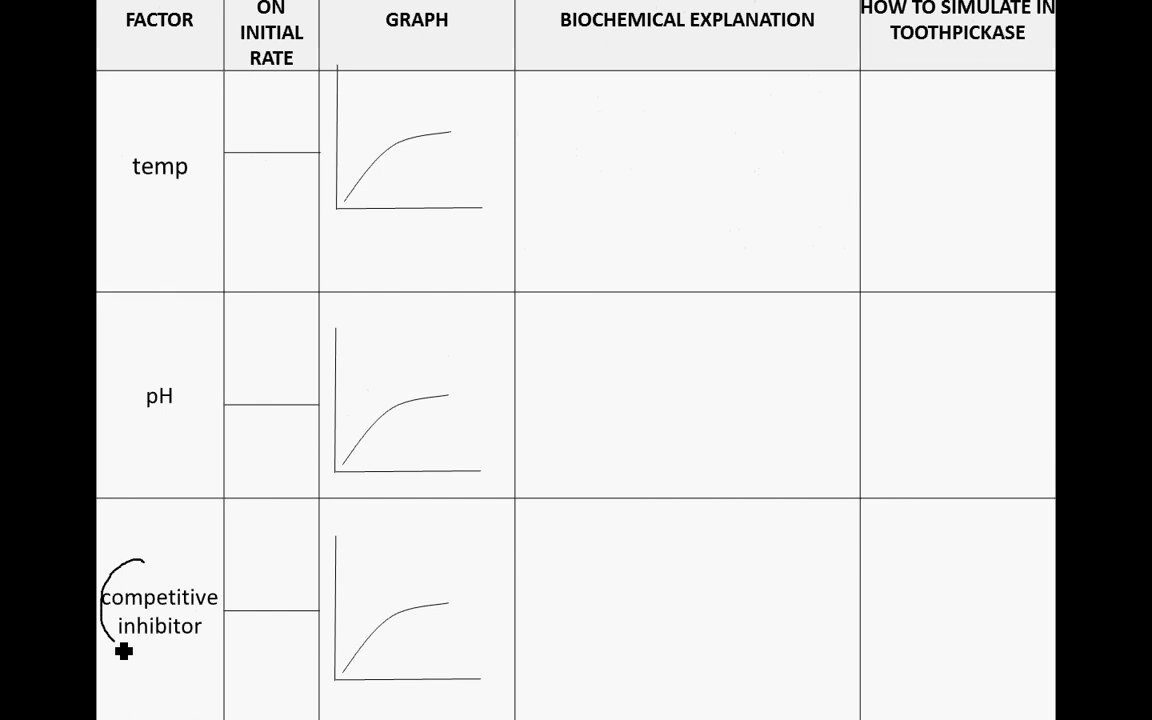 FACTOR
ON
INITIAL
RATE
GRAPH
BIOCHEMICAL EXPLANATION
HOW TO SIMULATE IN
TOOTHPICKASE
temp
pH
competitive
inhibitor